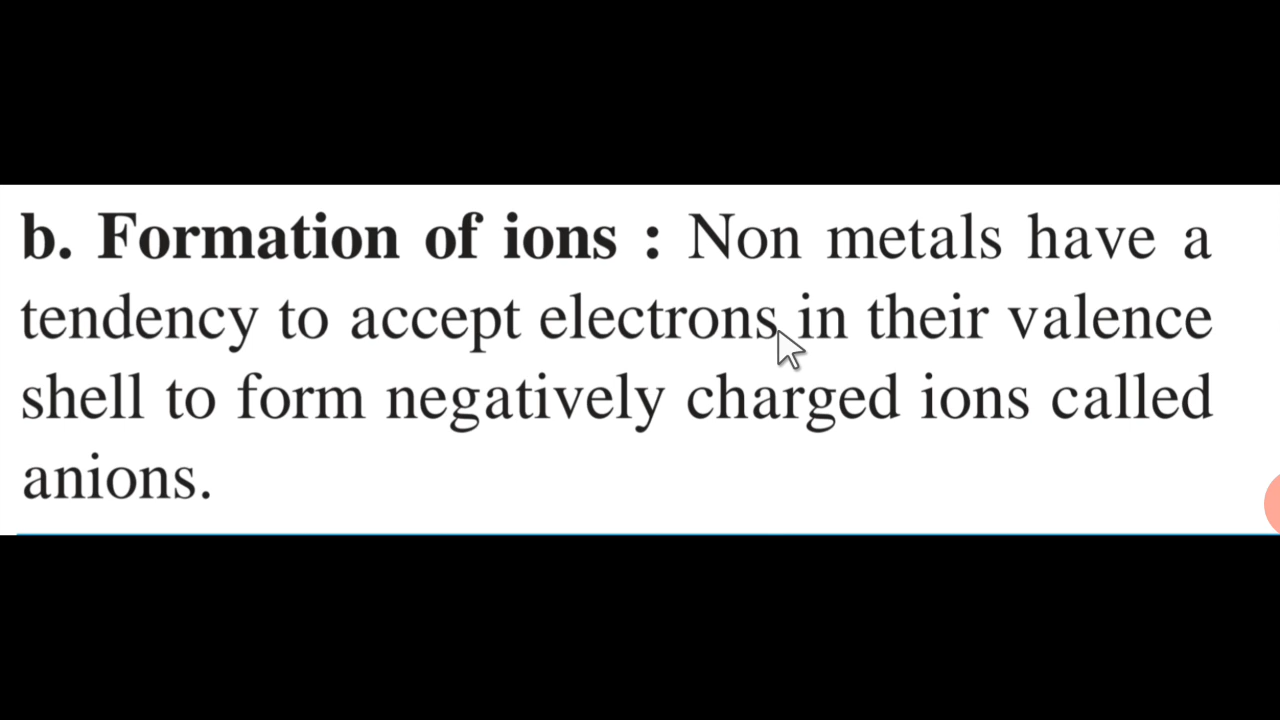 b. Formation of ions : Non metals have a
tendency to accept electrons in their valence
shell to form negatively charged ions called
anions.